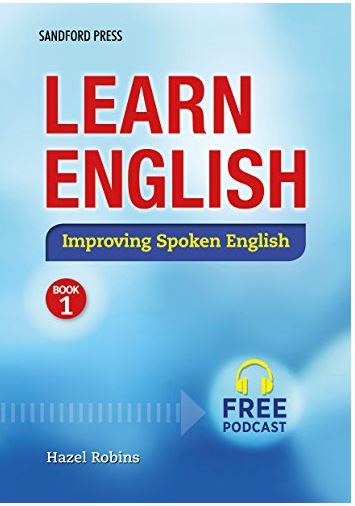 SANDFORD PRESS
LEARN
ENGLISH
Improving Spoken English
BOOK
1
FREE
PODCAST
Hazel Robins